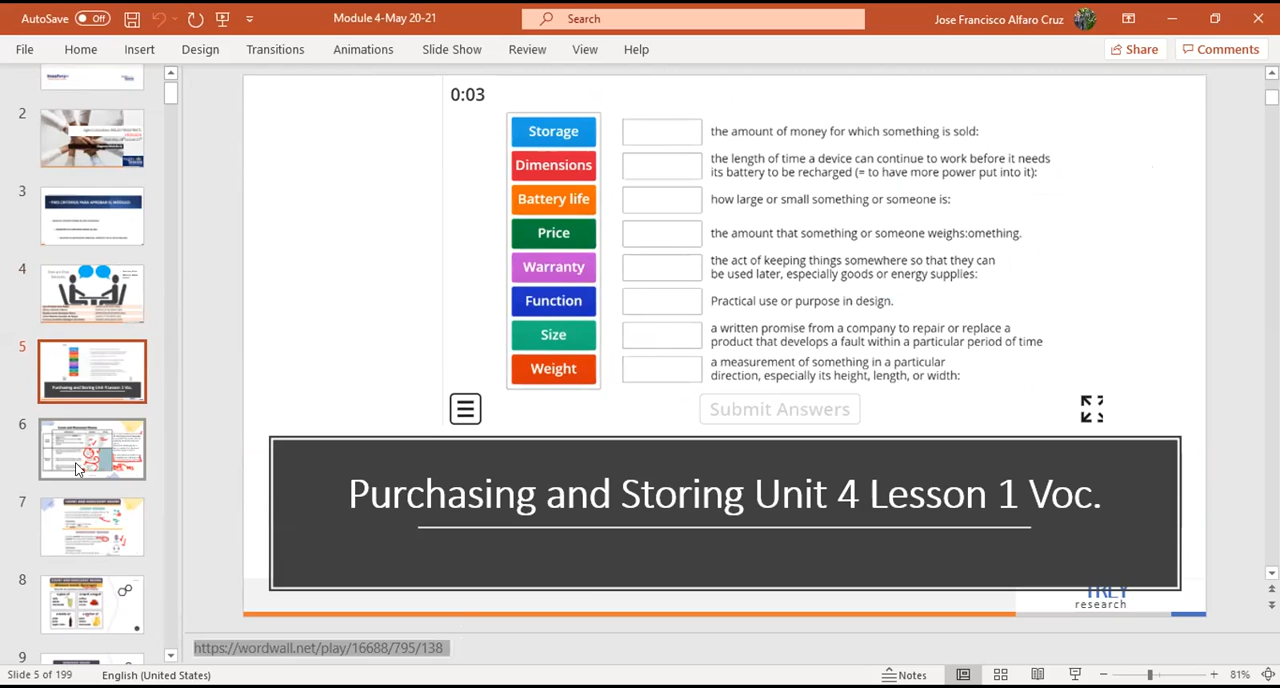 AutoSave Off Module 4-May 20-21 Search Jose Francisco Alfaro Cruz
File Home Insert Design Transitions Animations Slide Show Review View Help Share Comments
2
3
4
5
Purchasing and Storing Unit 4 Lesson 1 Voc.
6
7
8
9
0:03
Storage
the amount of money for which something is sold:
Dimensions
the length of time a device can continue to work before it needs
its battery to be recharged (= to have more power put into it):
Battery life
how large or small something or someone is:
Price
the amount that something or someone weighs:omething.
Warranty
the act of keeping things somewhere so that they can
be used later, especially goods or energy supplies:
Function
Practical use or purpose in design.
Size
a written promise from a company to repair or replace a
product that develops a fault within a particular period of time
Weight
a measurement of something in a particular
direction, especially its height, length, or width:
Submit Answers
Purchasing and Storing Unit 4 Lesson 1 Voc.
TREY
research
https://wordwall.net/play/16688/795/138
Slide 5 of 199 English (United States) Notes 81%